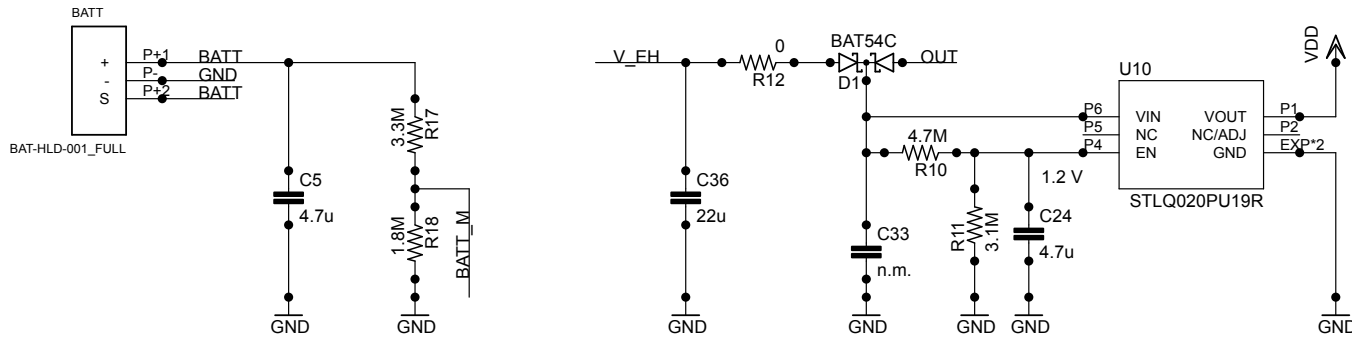 BATT
+
P+1
BATT
-
P-
GND
S
P+2
BATT
BAT-HLD-001_FULL
C5
4.7u
GND
3.3M
R17
1.8M
R18
BATT_M
GND
V_EH
0
R12
BAT54C
D1
OUT
C36
22u
GND
4.7M
R10
C33
n.m.
GND
R11
3.1M
GND
1.2 V
C24
4.7u
GND
U10
P6
VIN
VOUT
P1
P5
NC
NC/ADJ
P2
P4
EN
GND
EXP*2
STLQ020PU19R
VDD
GND